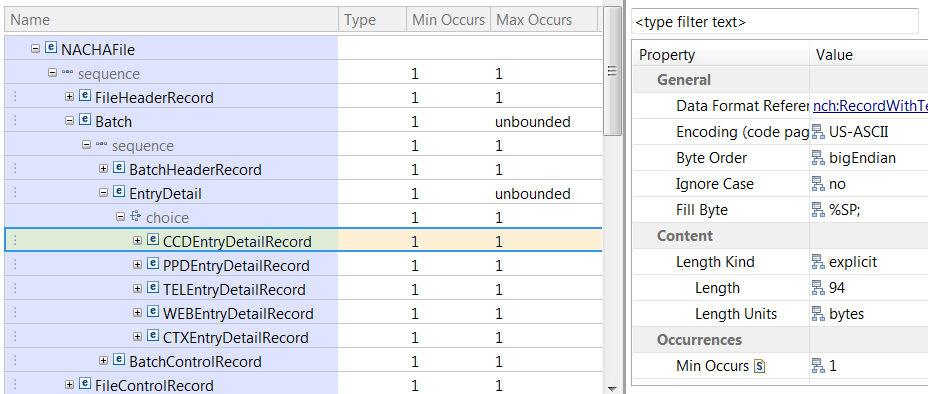 Name Type Min Occurs Max Occurs
NACHAFile
sequence 1 1
FileHeaderRecord 1 1
Batch 1 unbounded
sequence 1 1
BatchHeaderRecord 1 1
EntryDetail 1 unbounded
choice 1 1
CCDEntryDetailRecord 1 1
PPDEntryDetailRecord 1 1
TELEntryDetailRecord 1 1
WEBEntryDetailRecord 1 1
CTXEntryDetailRecord 1 1
BatchControlRecord 1 1
FileControlRecord 1 1
<type filter text>
Property Value
General
Data Format Referen nch:RecordWithTe
Encoding (code pag US-ASCII
Byte Order bigEndian
Ignore Case no
Fill Byte %SP;
Content
Length Kind explicit
Length 94
Length Units bytes
Occurrences
Min Occurs S 1